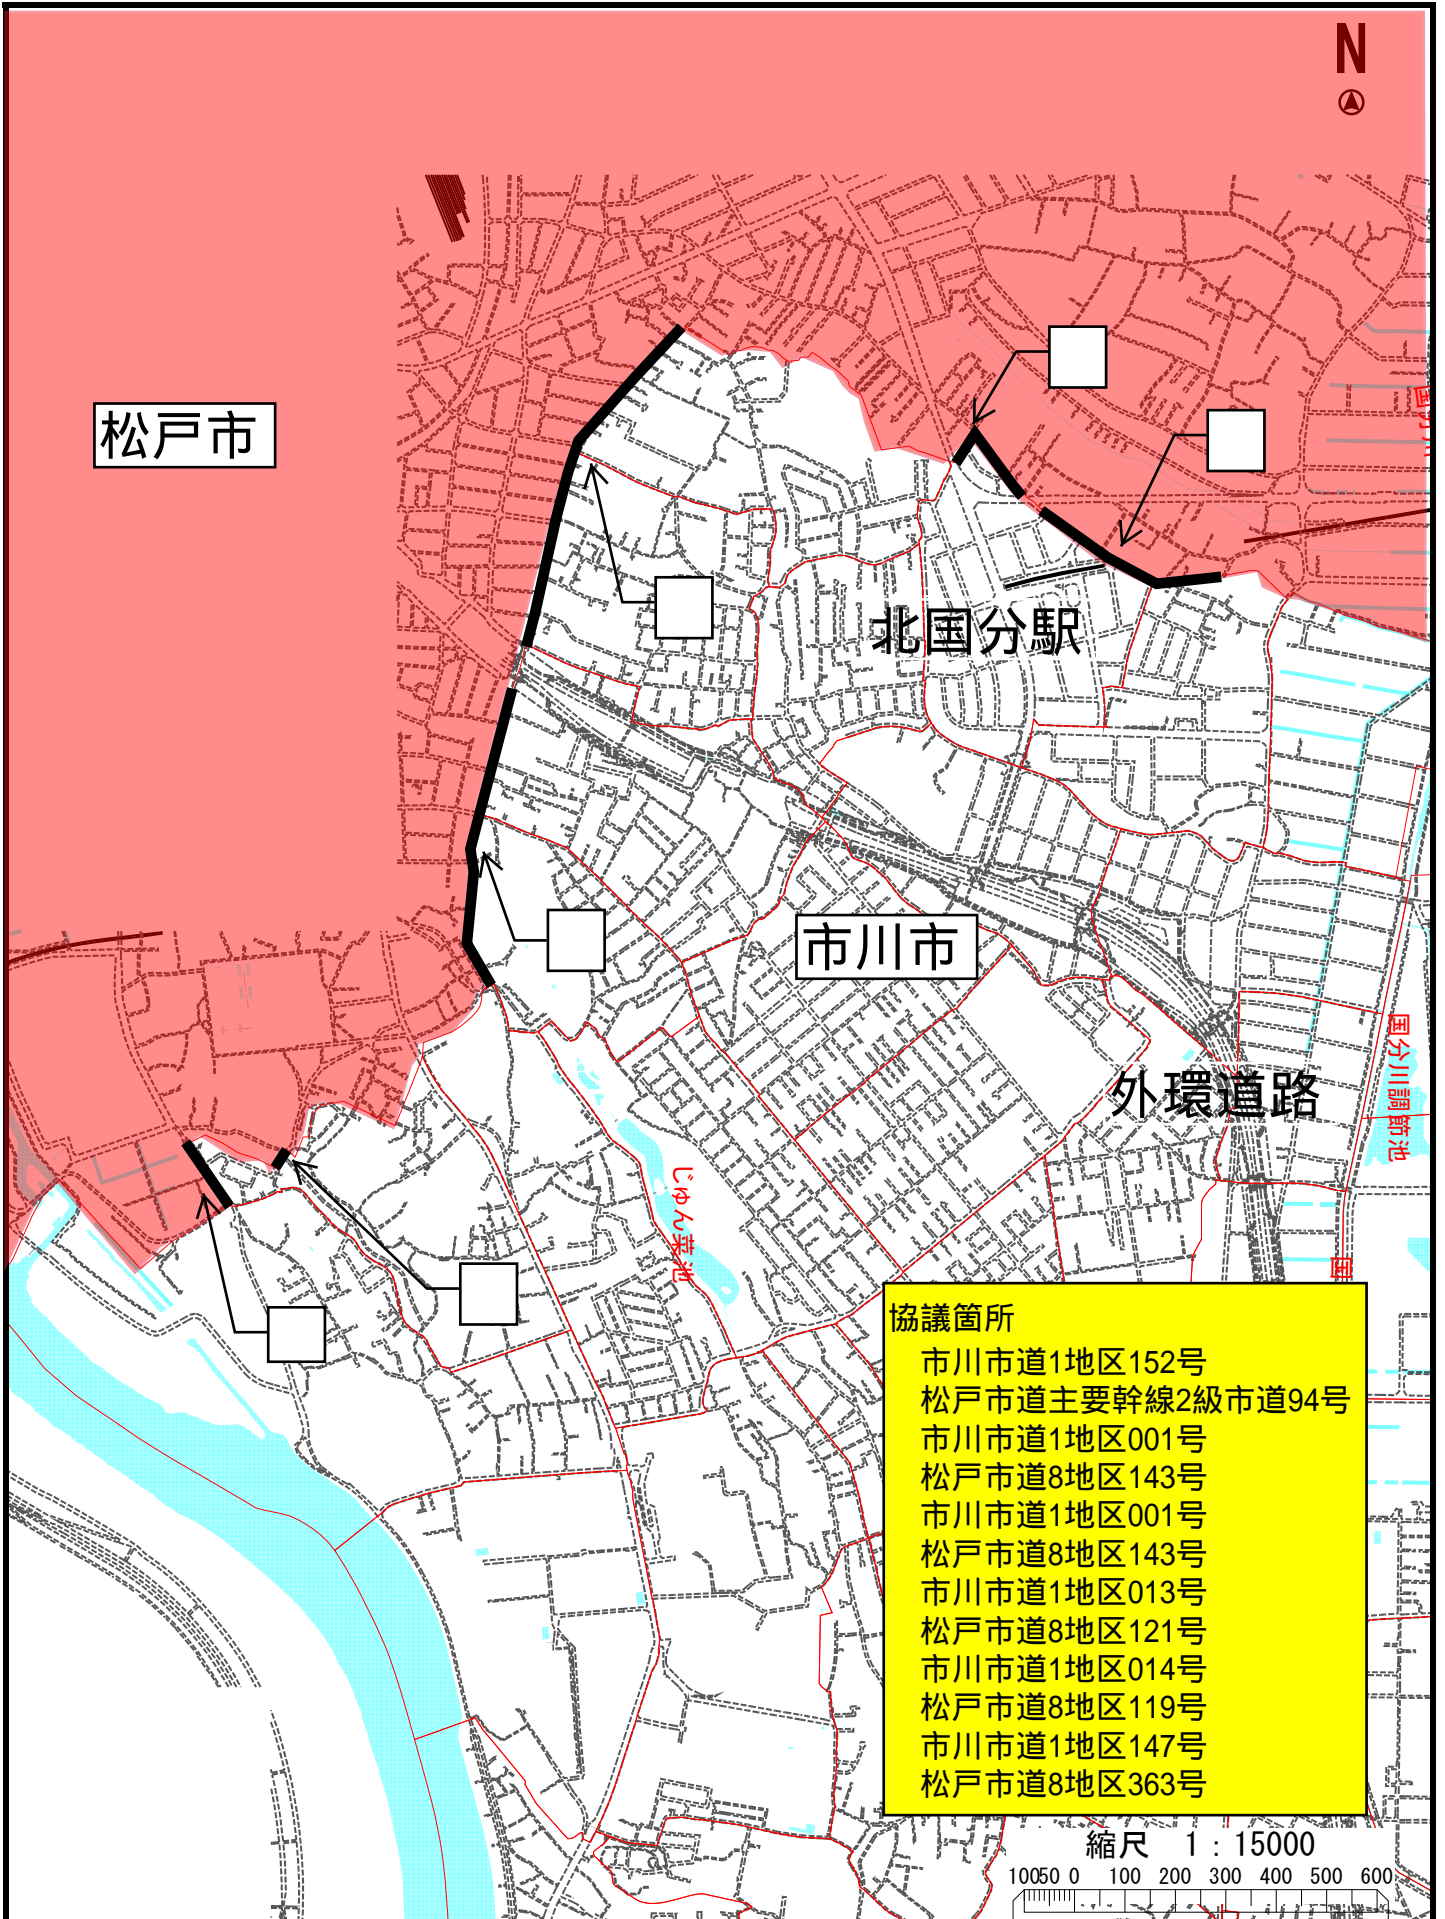 N
松戸市
国分川
北国分駅
市川市
国分川調節池
外環道路
じゅん菜池
国
協議箇所
市川市道1地区152号
松戸市道主要幹線2級市道94号
市川市道1地区001号
松戸市道8地区143号
市川市道1地区001号
松戸市道8地区143号
市川市道1地区013号
松戸市道8地区121号
市川市道1地区014号
松戸市道8地区119号
市川市道1地区147号
松戸市道8地区363号
縮尺 1：15000
100 50 0 100 200 300 400 500 600